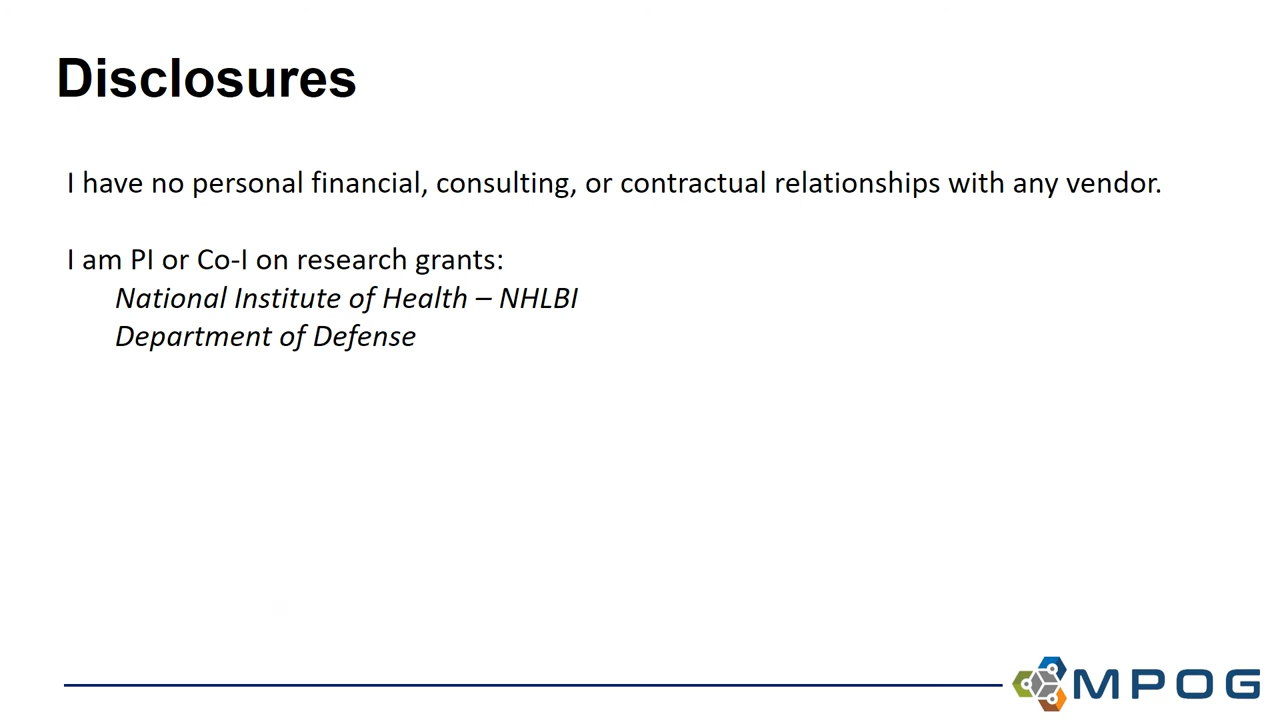 Disclosures
I have no personal financial, consulting, or contractual relationships with any vendor.
I am PI or Co-I on research grants:
National Institute of Health – NHLBI
Department of Defense
MPOG